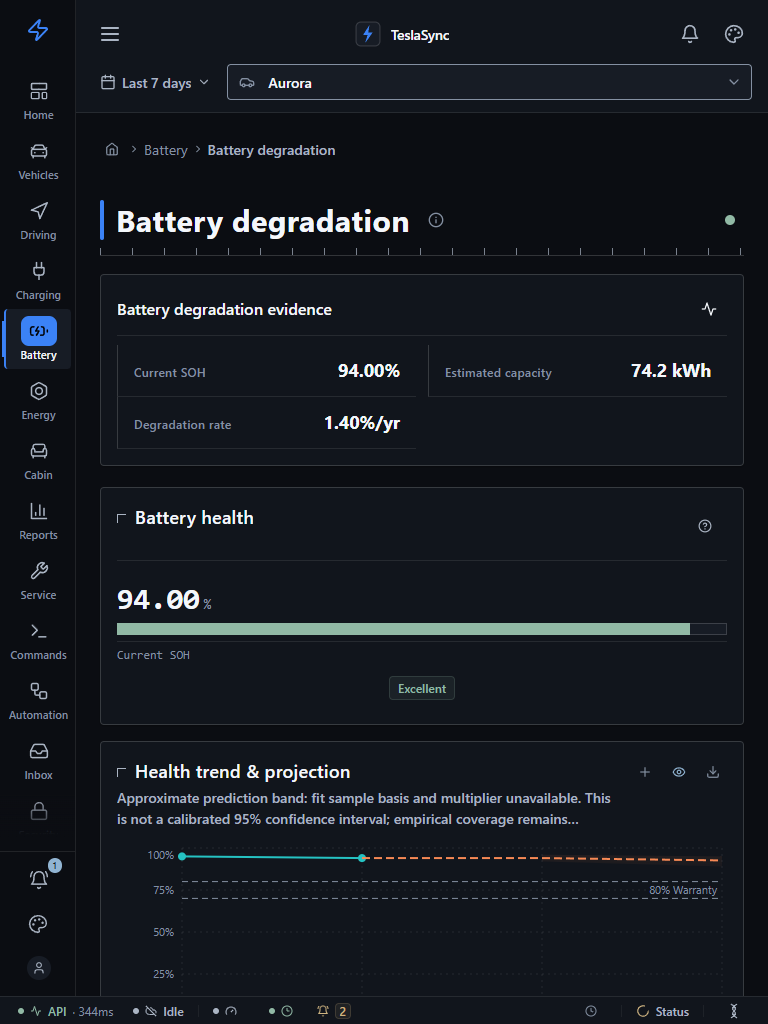 TeslaSync
Last 7 days
Aurora
Home
Vehicles
Driving
Charging
Battery
Energy
Cabin
Reports
Service
Commands
Automation
Inbox
1
Battery
Battery degradation
Battery degradation
Battery degradation evidence
Current SOH 94.00%
Estimated capacity 74.2 kWh
Degradation rate 1.40%/yr
Battery health
94.00%
Current SOH
Excellent
Health trend & projection
Approximate prediction band: fit sample basis and multiplier unavailable. This
is not a calibrated 95% confidence interval; empirical coverage remains...
100%
75%
80% Warranty
50%
25%
API · 344ms
Idle
2
Status